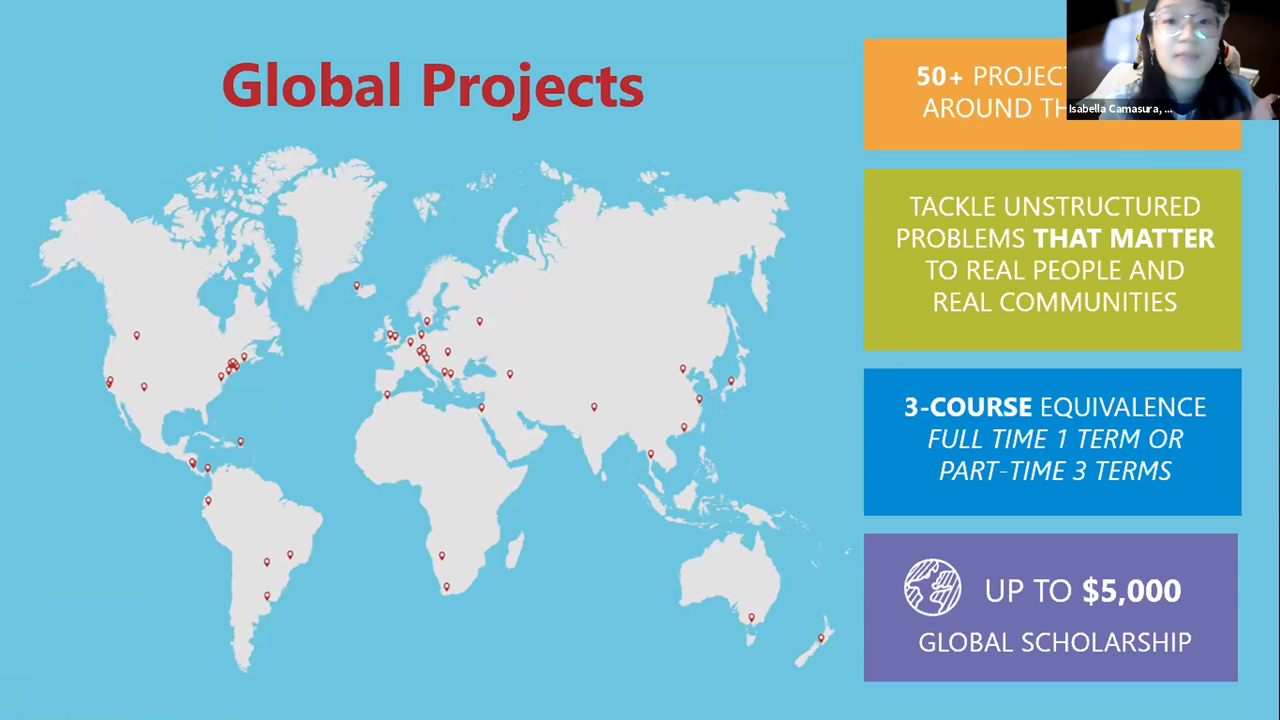 Global Projects
50+ PROJECT
AROUND TH
Isabella Camasura, ...
TACKLE UNSTRUCTURED
PROBLEMS THAT MATTER
TO REAL PEOPLE AND
REAL COMMUNITIES
3-COURSE EQUIVALENCE
FULL TIME 1 TERM OR
PART-TIME 3 TERMS
UP TO $5,000
GLOBAL SCHOLARSHIP